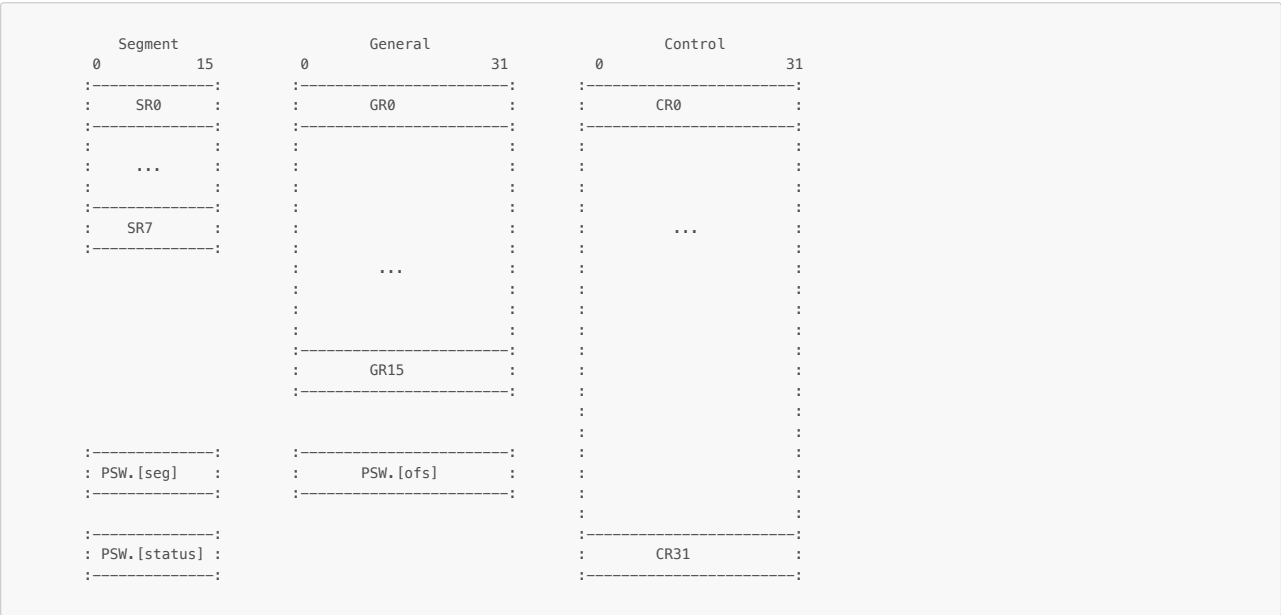 Segment General Control
0 15 0 31 0 31
:--------------: :------------------------: :------------------------:
: SR0 : : GR0 : : CR0 :
:--------------: :------------------------: :------------------------:
: : : : : :
: ... : : : : :
: : : : : :
:--------------: : : : :
: SR7 : : : : ... :
:--------------: : : : :
: ... : : :
: : : :
: : : :
: : : :
:------------------------: : :
: GR15 : : :
:------------------------: : :
: :
: :
:--------------: :------------------------: : :
: PSW.[seg] : : PSW.[ofs] : : :
:--------------: :------------------------: : :
: :
:--------------: :------------------------:
: PSW.[status] : : CR31 :
:--------------: :------------------------: